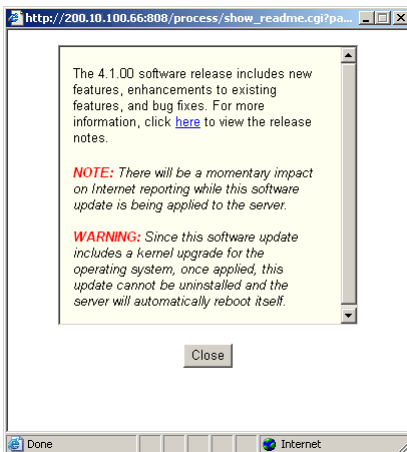 http://200.10.100.66:808/process/show_readme.cgi?pa...
The 4.1.00 software release includes new
features, enhancements to existing
features, and bug fixes. For more
information, click here to view the release
notes.
NOTE: There will be a momentary impact
on Internet reporting while this software
update is being applied to the server.
WARNING: Since this software update
includes a kernel upgrade for the
operating system, once applied, this
update cannot be uninstalled and the
server will automatically reboot itself.
Close
Done
Internet